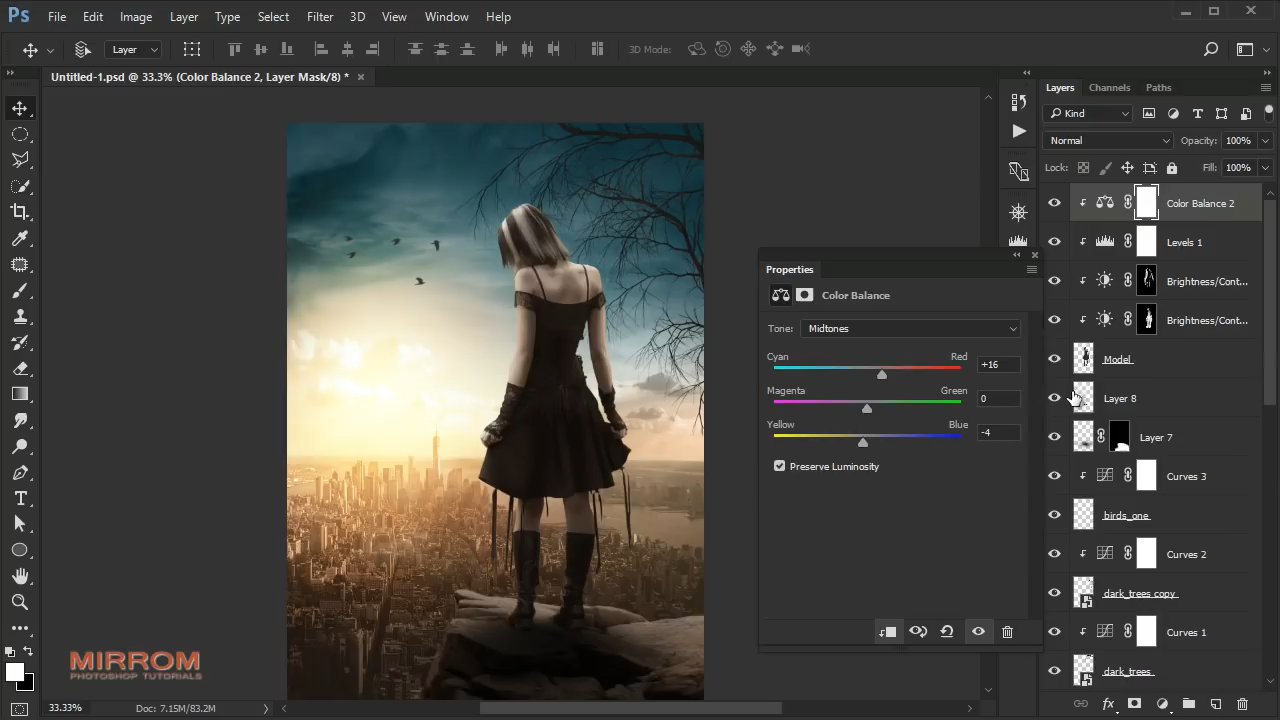 Ps File Edit Image Layer Type Select Filter 3D View Window Help
Layer 3D Mode:
Untitled-1.psd @ 33.3% (Color Balance 2, Layer Mask/8) *
Layers Channels Paths
Kind
Normal Opacity: 100%
Lock: Fill: 100%
Color Balance 2
Levels 1
Brightness/Cont...
Brightness/Cont...
Model
Layer 8
Layer 7
Curves 3
birds_one
Curves 2
dark_trees copy
Curves 1
dark_trees
Properties
Color Balance
Tone: Midtones
Cyan Red +16
Magenta Green 0
Yellow Blue -4
Preserve Luminosity
MIRROM
PHOTOSHOP TUTORIALS
33.33% Doc: 7.15M/83.2M